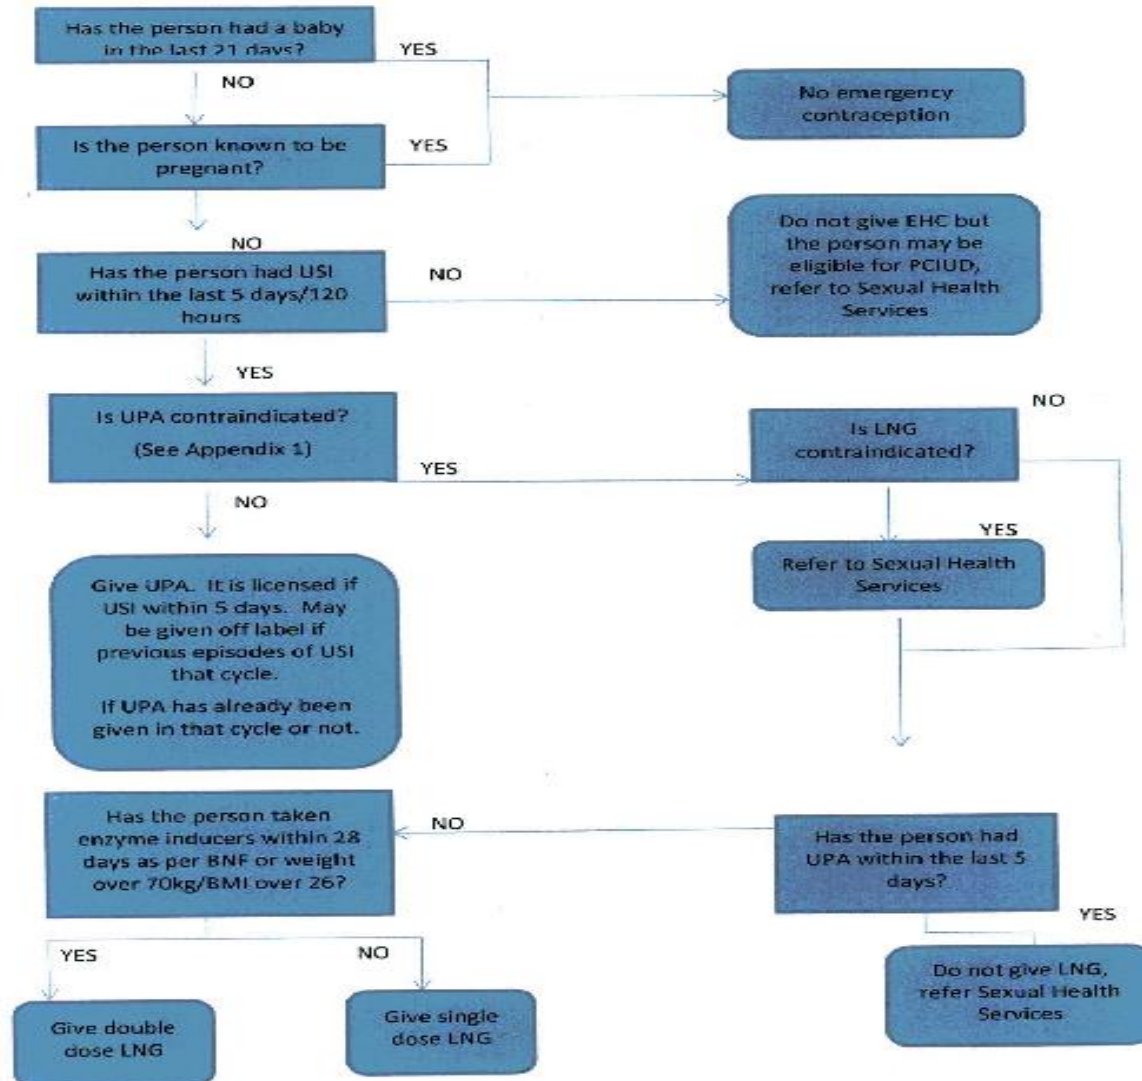 Has the person had a baby
in the last 21 days?
YES
NO
No emergency
contraception
Is the person known to be
pregnant?
YES
NO
Do not give EHC but
the person may be
eligible for PCIUD,
refer to Sexual Health
Services
Has the person had USI
within the last 5 days/120
hours
NO
YES
Is UPA contraindicated?
(See Appendix 1)
YES
NO
Is LNG
contraindicated?
NO
YES
Refer to Sexual Health
Services
Give UPA. It is licensed if
USI within 5 days. May
be given off label if
previous episodes of USI
that cycle.
If UPA has already been
given in that cycle or not.
Has the person taken
enzyme inducers within 28
days as per BNF or weight
over 70kg/BMI over 26?
NO
Has the person had
UPA within the last 5
days?
YES
Do not give LNG,
refer Sexual Health
Services
YES
NO
Give double
dose LNG
Give single
dose LNG